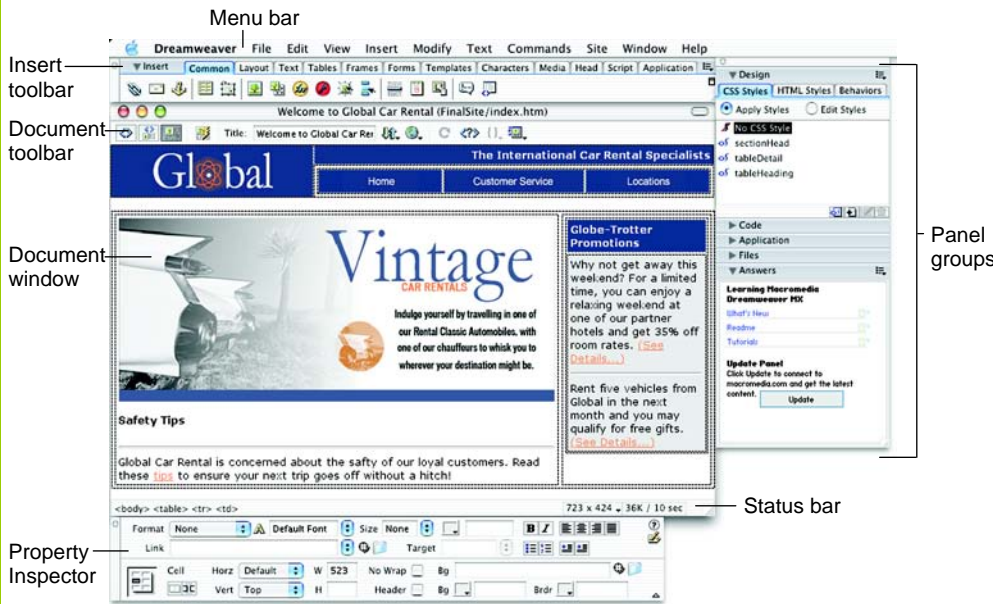 Menu bar
Dreamweaver File Edit View Insert Modify Text Commands Site Window Help
Insert toolbar
Insert Common Layout Text Tables Frames Forms Templates Characters Media Head Script Application
Document toolbar
Welcome to Global Car Rental (FinalSite/index.htm)
Title: Welcome to Global Car Rer
Global
The International Car Rental Specialists
Home Customer Service Locations
Document window
Vintage
CAR RENTALS
Indulge yourself by travelling in one of
our Rental Classic Automobiles, with
one of our chauffeurs to whisk you to
wherever your destination might be.
Safety Tips
Global Car Rental is concerned about the safty of our loyal customers. Read
these tips to ensure your next trip goes off without a hitch!
Globe-Trotter
Promotions
Why not get away this
weekend? For a limited
time, you can enjoy a
relaxing weekend at
one of our partner
hotels and get 35% off
room rates. (See
Details...)
Rent five vehicles from
Global in the next
month and you may
qualify for free gifts.
(See Details...)
<body> <table> <tr> <td>
723 x 424 36K / 10 sec
Status bar
Design
CSS Styles HTML Styles Behaviors
Apply Styles Edit Styles
No CSS Style
sectionHead
tableDetail
tableHeading
Code
Application
Files
Answers
Learning Macromedia
Dreamweaver MX
What's New
Readme
Tutorials
Update Panel
Click Update to connect to
macromedia.com and get the latest
content.
Update
Panel
groups
Property
Inspector
Format None Default Font Size None B I
Link Target
Cell Horz Default W 523 No Wrap Bg
Vert Top H Header Bg Brdr